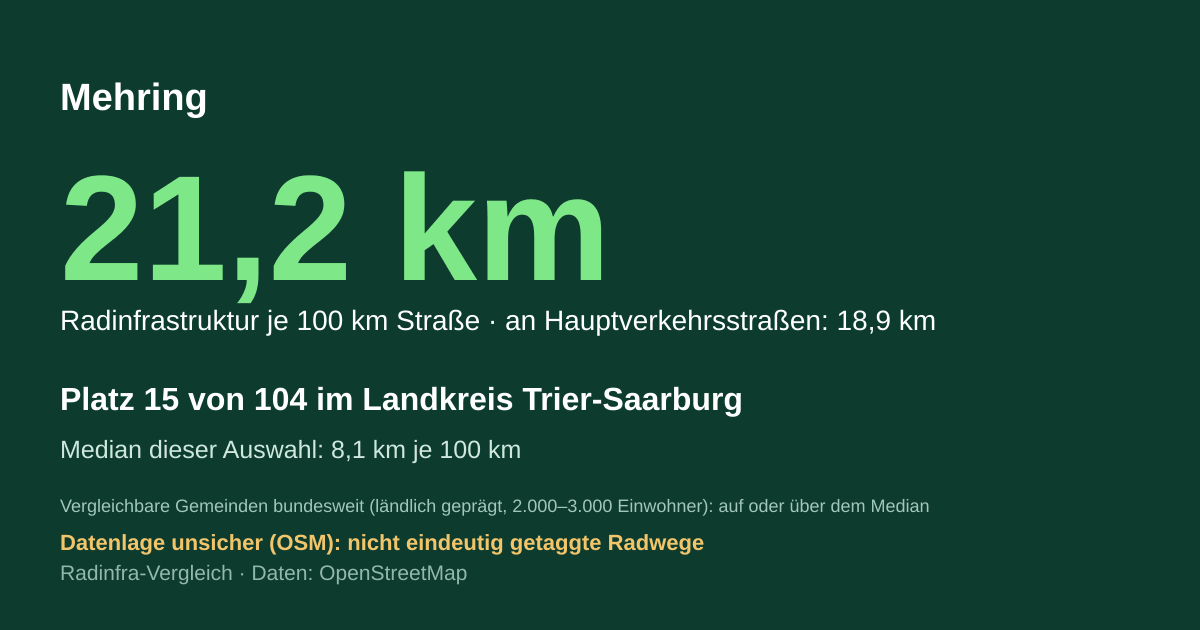 Mehring
21,2 km
Radinfrastruktur je 100 km Straße · an Hauptverkehrsstraßen: 18,9 km
Platz 15 von 104 im Landkreis Trier-Saarburg
Median dieser Auswahl: 8,1 km je 100 km
Vergleichbare Gemeinden bundesweit (ländlich geprägt, 2.000–3.000 Einwohner): auf oder über dem Median
Datenlage unsicher (OSM): nicht eindeutig getaggte Radwege
Radinfra-Vergleich · Daten: OpenStreetMap